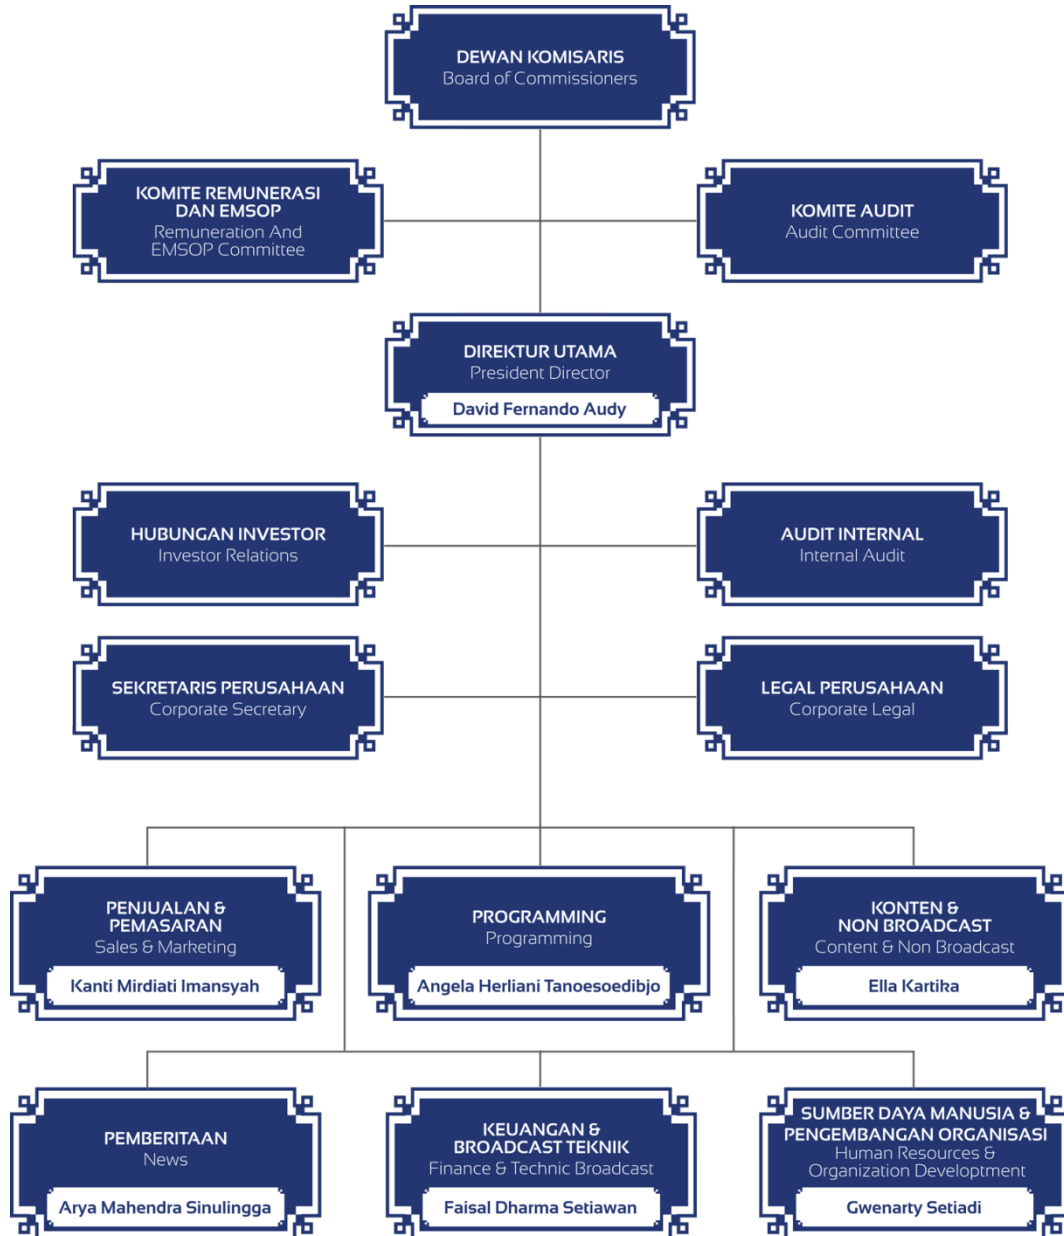 DEWAN KOMISARIS
Board of Commissioners
KOMITE REMUNERASI
DAN EMSOP
Remuneration And
EMSOP Committee
KOMITE AUDIT
Audit Committee
DIREKTUR UTAMA
President Director
David Fernando Audy
HUBUNGAN INVESTOR
Investor Relations
AUDIT INTERNAL
Internal Audit
SEKRETARIS PERUSAHAAN
Corporate Secretary
LEGAL PERUSAHAAN
Corporate Legal
PENJUALAN &
PEMASARAN
Sales & Marketing
Kanti Mirdiati Imansyah
PROGRAMMING
Programming
Angela Herliani Tanoesoedibjo
KONTEN &
NON BROADCAST
Content & Non Broadcast
Ella Kartika
PEMBERITAAN
News
Arya Mahendra Sinulingga
KEUANGAN &
BROADCAST TEKNIK
Finance & Technic Broadcast
Faisal Dharma Setiawan
SUMBER DAYA MANUSIA &
PENGEMBANGAN ORGANISASI
Human Resources &
Organization Developtment
Gwenarty Setiadi